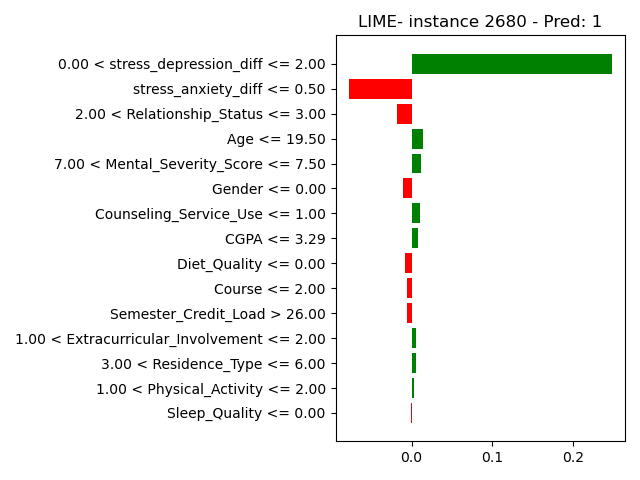 LIME- instance 2680 - Pred: 1
0.00 < stress_depression_diff <= 2.00
stress_anxiety_diff <= 0.50
2.00 < Relationship_Status <= 3.00
Age <= 19.50
7.00 < Mental_Severity_Score <= 7.50
Gender <= 0.00
Counseling_Service_Use <= 1.00
CGPA <= 3.29
Diet_Quality <= 0.00
Course <= 2.00
Semester_Credit_Load > 26.00
1.00 < Extracurricular_Involvement <= 2.00
3.00 < Residence_Type <= 6.00
1.00 < Physical_Activity <= 2.00
Sleep_Quality <= 0.00
0.0 0.1 0.2